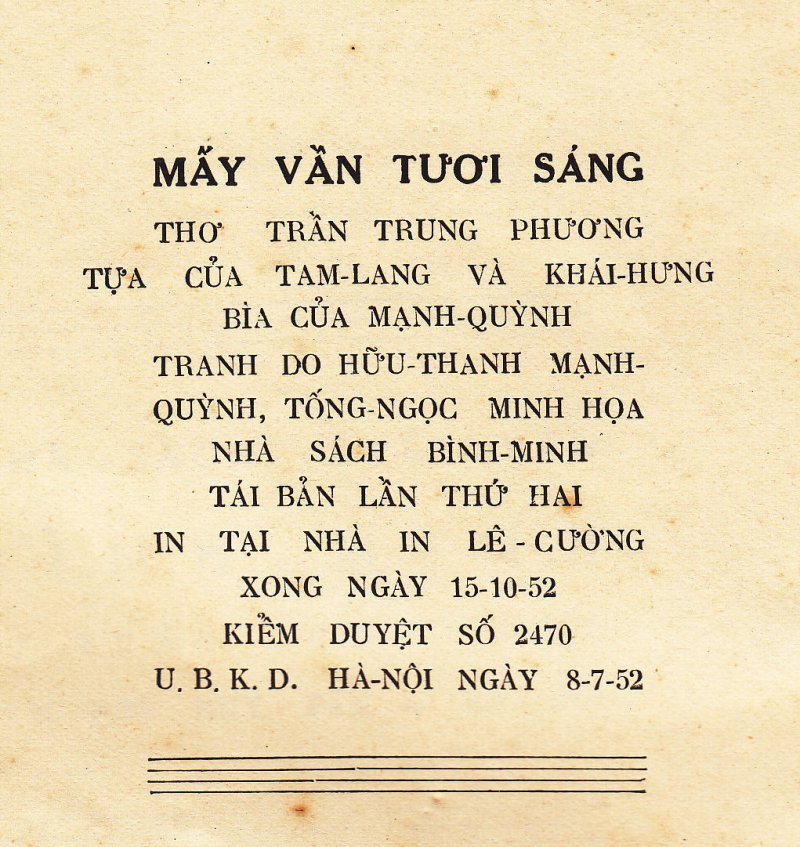 MẤY VẦN TƯƠI SÁNG
THƠ TRẦN TRUNG PHƯƠNG
TỰA CỦA TAM-LANG VÀ KHÁI-HƯNG
BÌA CỦA MẠNH-QUỲNH
TRANH DO HỮU-THANH MẠNH-
QUỲNH, TỐNG-NGỌC MINH HỌA
NHÀ SÁCH BÌNH-MINH
TÁI BẢN LẦN THỨ HAI
IN TẠI NHÀ IN LÊ-CƯỜNG
XONG NGÀY 15-10-52
KIỂM DUYỆT SỐ 2470
U. B. K. D. HÀ-NỘI NGÀY 8-7-52